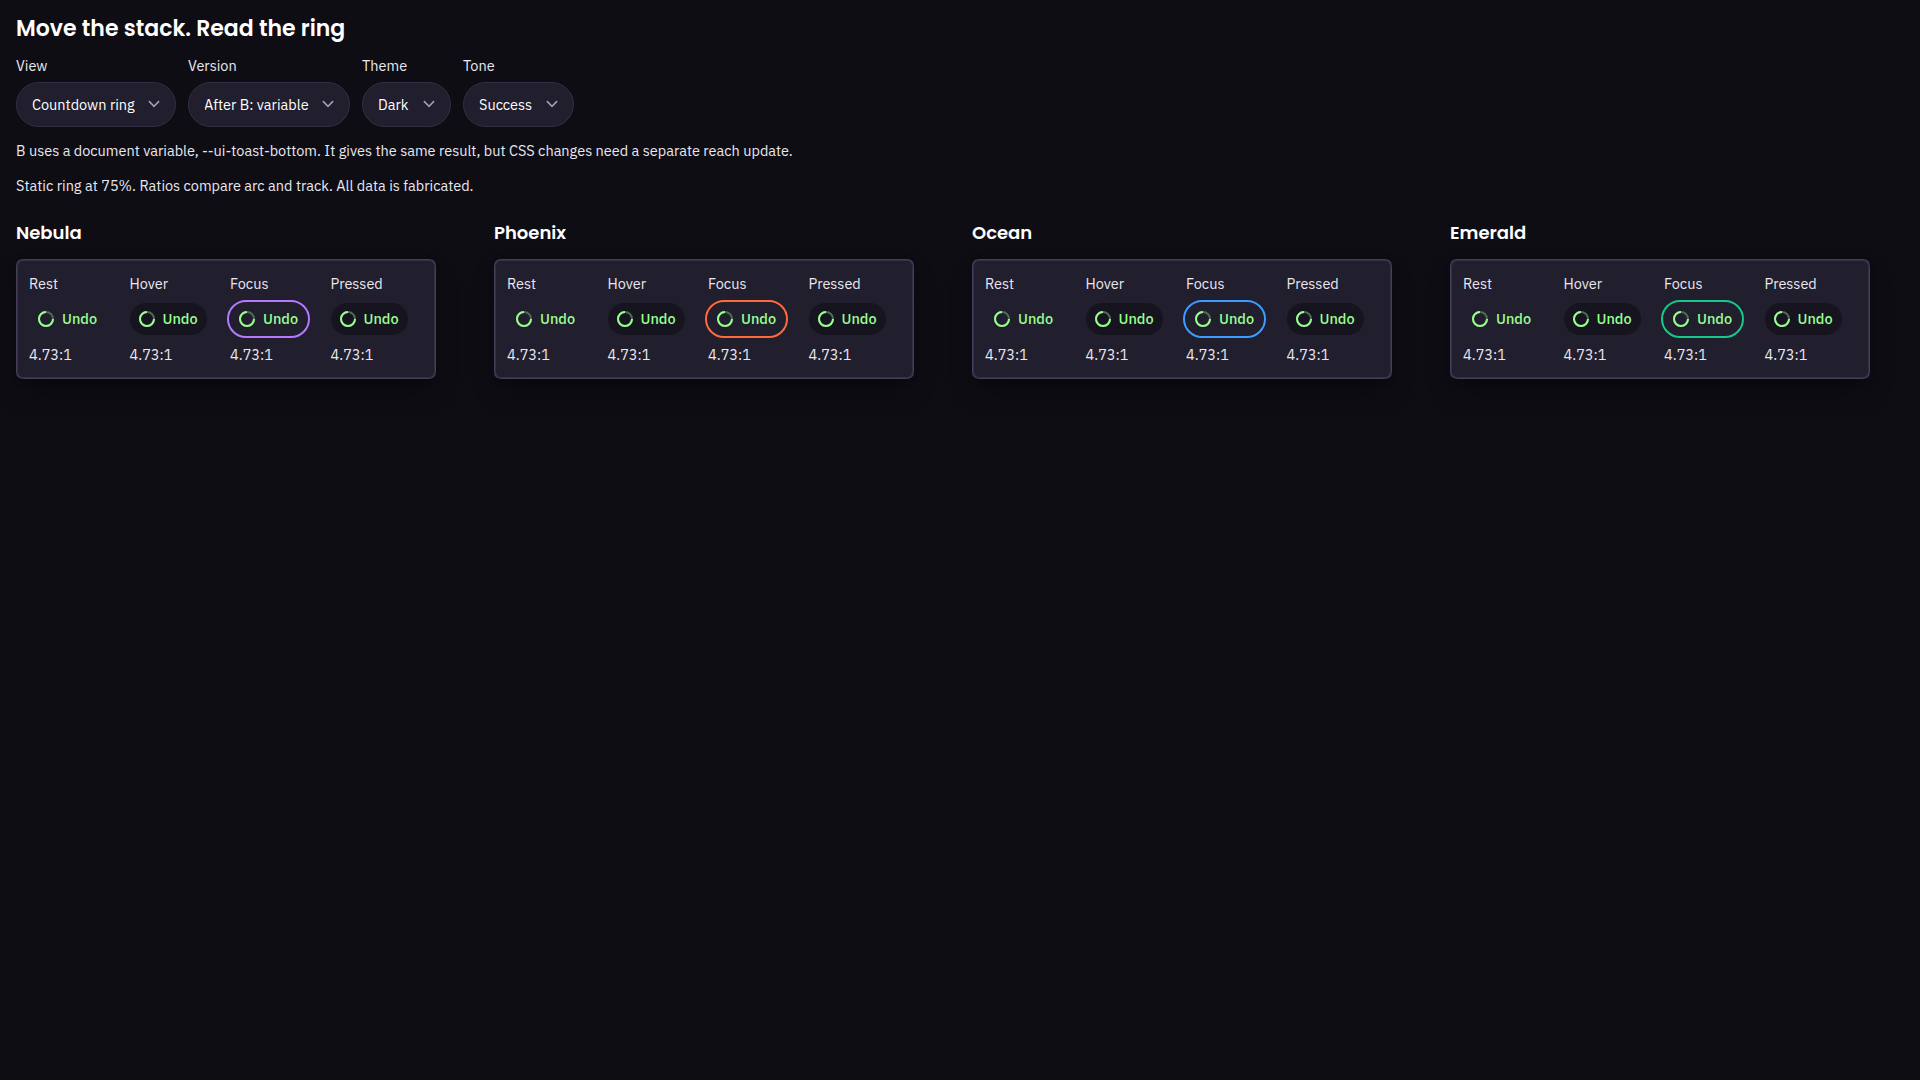 Move the stack. Read the ring
View Version Theme Tone
Countdown ring After B: variable Dark Success
B uses a document variable, --ui-toast-bottom. It gives the same result, but CSS changes need a separate reach update.
Static ring at 75%. Ratios compare arc and track. All data is fabricated.
Nebula Phoenix Ocean Emerald
Rest Hover Focus Pressed Rest Hover Focus Pressed Rest Hover Focus Pressed Rest Hover Focus Pressed
Undo Undo Undo Undo Undo Undo Undo Undo Undo Undo Undo Undo Undo Undo Undo Undo
4.73:1 4.73:1 4.73:1 4.73:1 4.73:1 4.73:1 4.73:1 4.73:1 4.73:1 4.73:1 4.73:1 4.73:1 4.73:1 4.73:1 4.73:1 4.73:1